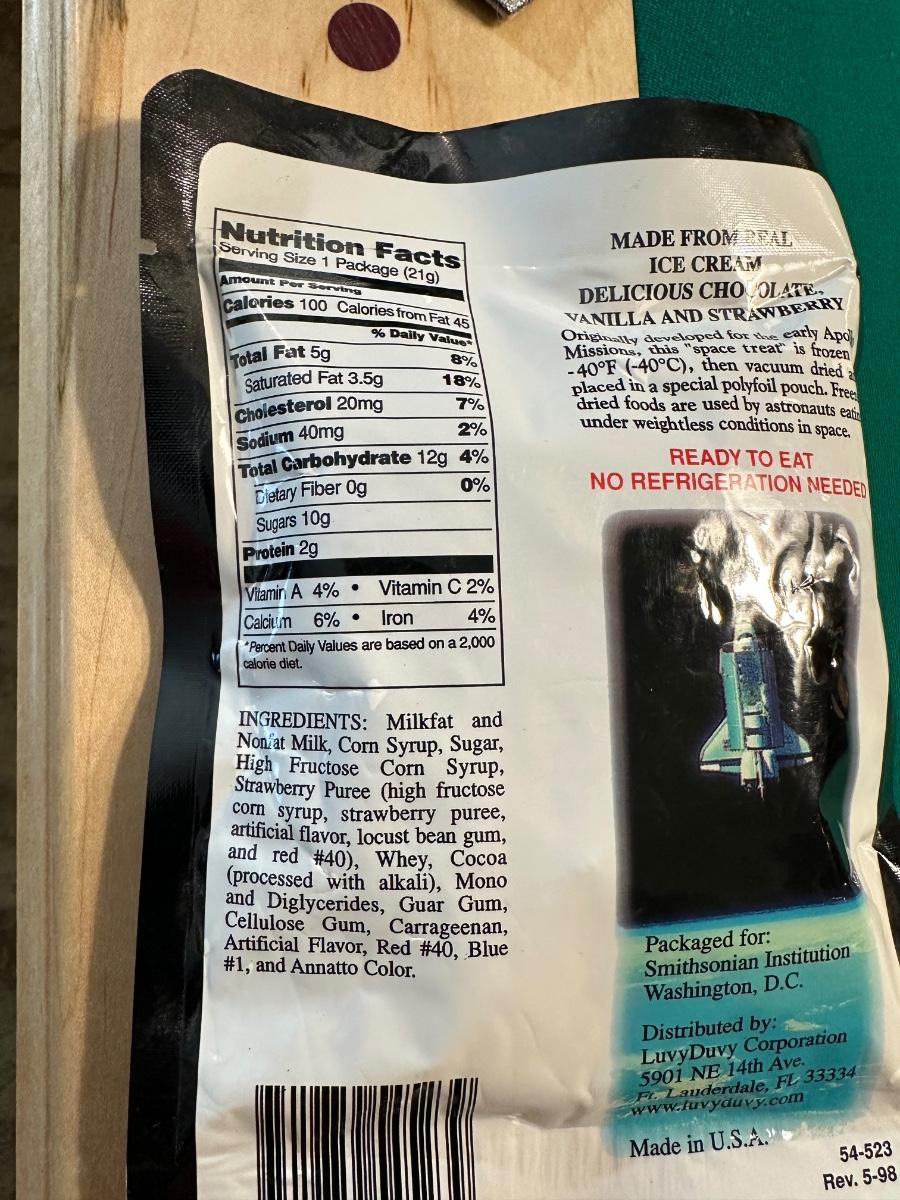 Nutrition Facts
Serving Size 1 Package (21g)
Amount Per Serving
Calories 100 Calories from Fat 45
% Daily Value*
Total Fat 5g 8%
Saturated Fat 3.5g 18%
Cholesterol 20mg 7%
Sodium 40mg 2%
Total Carbohydrate 12g 4%
Dietary Fiber 0g 0%
Sugars 10g
Protein 2g
Vitamin A 4% • Vitamin C 2%
Calcium 6% • Iron 4%
*Percent Daily Values are based on a 2,000
calorie diet.
INGREDIENTS: Milkfat and
Nonfat Milk, Corn Syrup, Sugar,
High Fructose Corn Syrup,
Strawberry Puree (high fructose
corn syrup, strawberry puree,
artificial flavor, locust bean gum,
and red #40), Whey, Cocoa
(processed with alkali), Mono
and Diglycerides, Guar Gum,
Cellulose Gum, Carrageenan,
Artificial Flavor, Red #40, Blue
#1, and Annatto Color.
MADE FROM REAL
ICE CREAM
DELICIOUS CHOCOLATE,
VANILLA AND STRAWBERRY
Originally developed for the early
Missions, this "space treat" is frozen
-40°F (-40°C), then vacuum dried
placed in a special polyfoil pouch.
dried foods are used by astronauts
under weightless conditions in space.
READY TO EAT
NO REFRIGERATION NEEDED
Packaged for:
Smithsonian Institution
Washington, D.C.
Distributed by:
LuvyDuvy Corporation
5901 NE 14th Ave.
Ft. Lauderdale, FL 33334
www.luvyduvy.com
Made in U.S.A.
54-523
Rev. 5-98